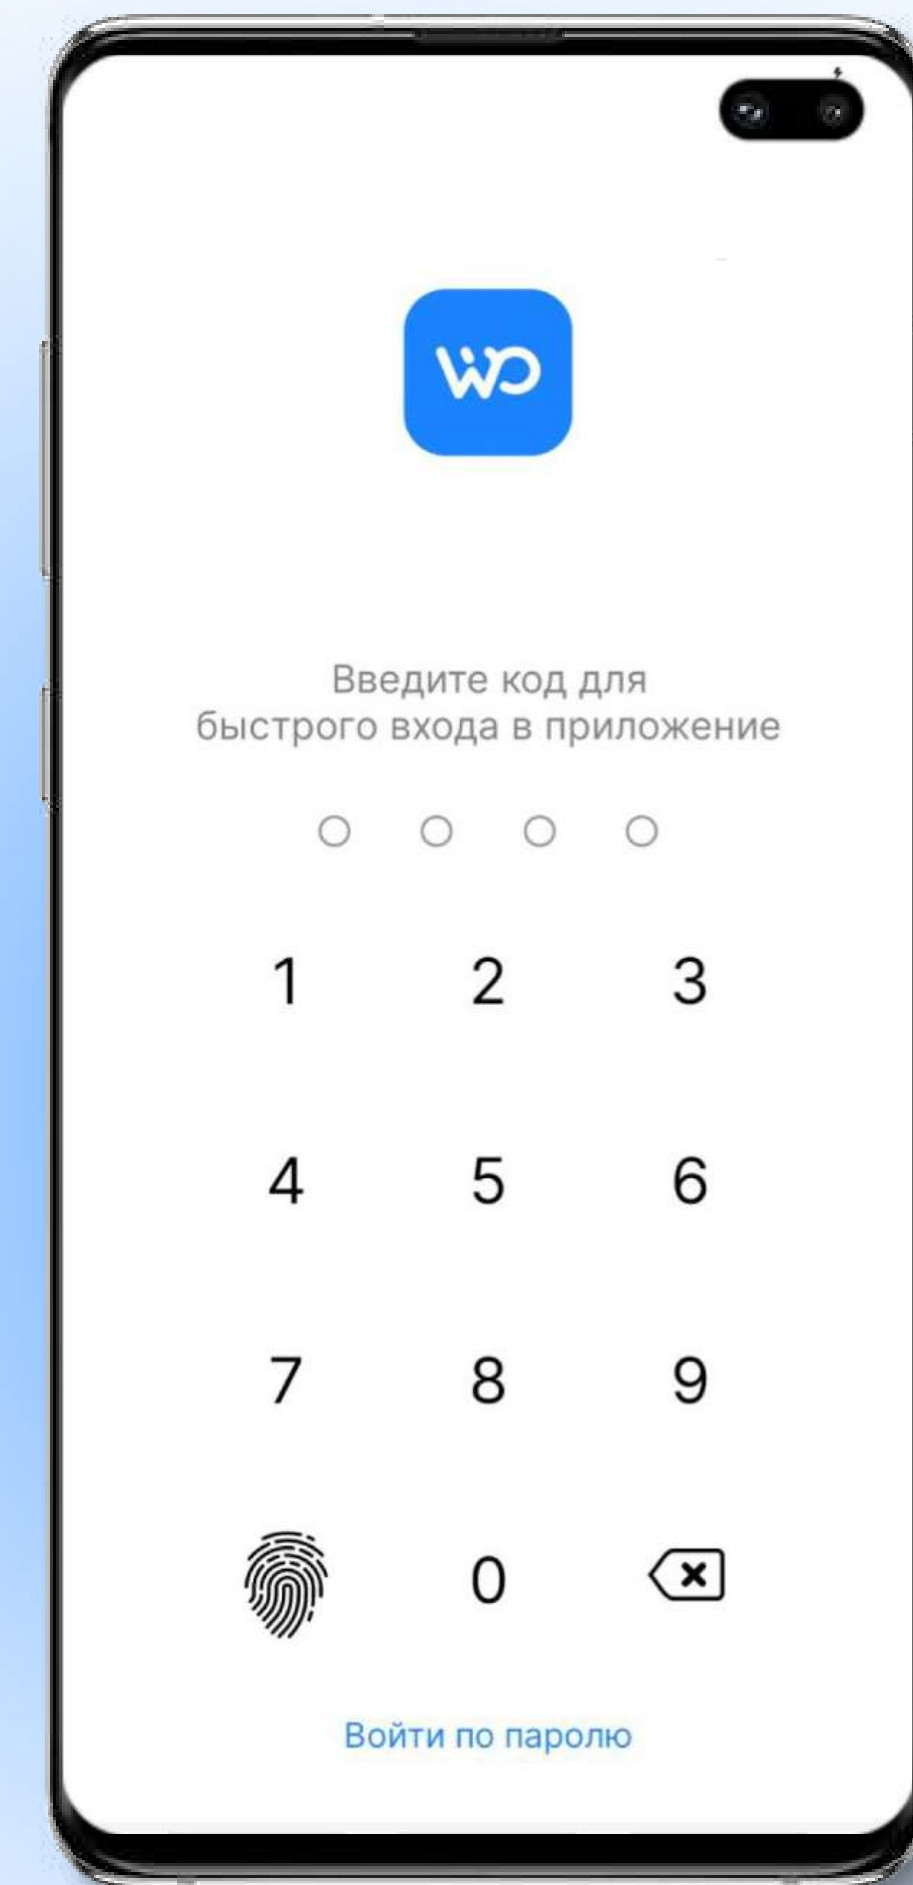 WD
Введите код для
быстрого входа в приложение
1 2 3
4 5 6
7 8 9
0
Войти по паролю